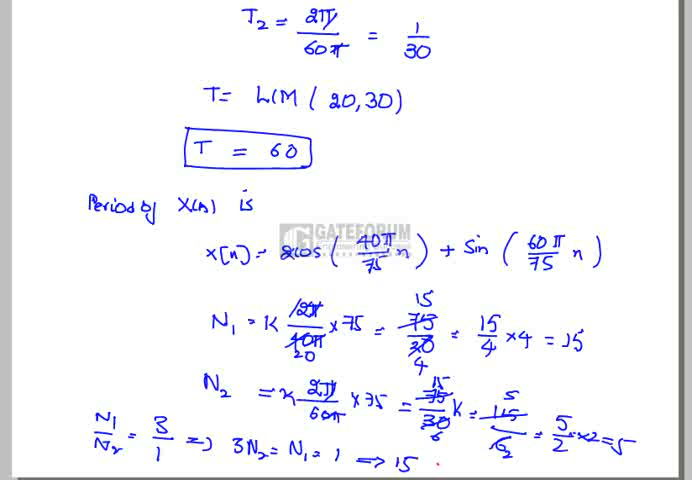 T₂ = 2π/60π = 1/30
T = LCM ( 20, 30 )
T = 60
Period of x(n) is
GATEFORUM
x[n] = 2cos ( 40π/75 n ) + sin ( 60π/75 n )
N₁ = K 2π/40π × 75 = 75/20 = 15/4 × 4 = 15
N₂ = K 2π/60π × 75 = 75/30 K = 15/6 = 5/2 × 2 = 5
N₁/N₂ = 3/1 => 3N₂ = N₁ = 1 => 15